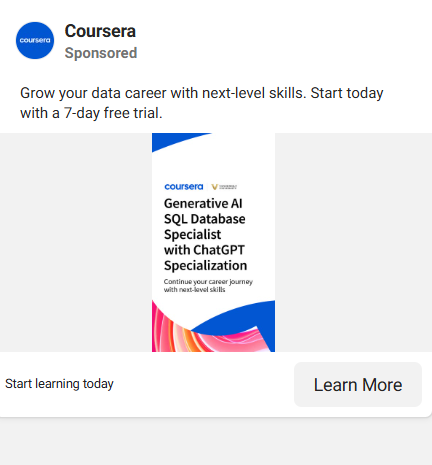 coursera
Coursera
Sponsored
Grow your data career with next-level skills. Start today
with a 7-day free trial.
coursera
Generative AI
SQL Database
Specialist
with ChatGPT
Specialization
Continue your career journey
with next-level skills
Start learning today
Learn More